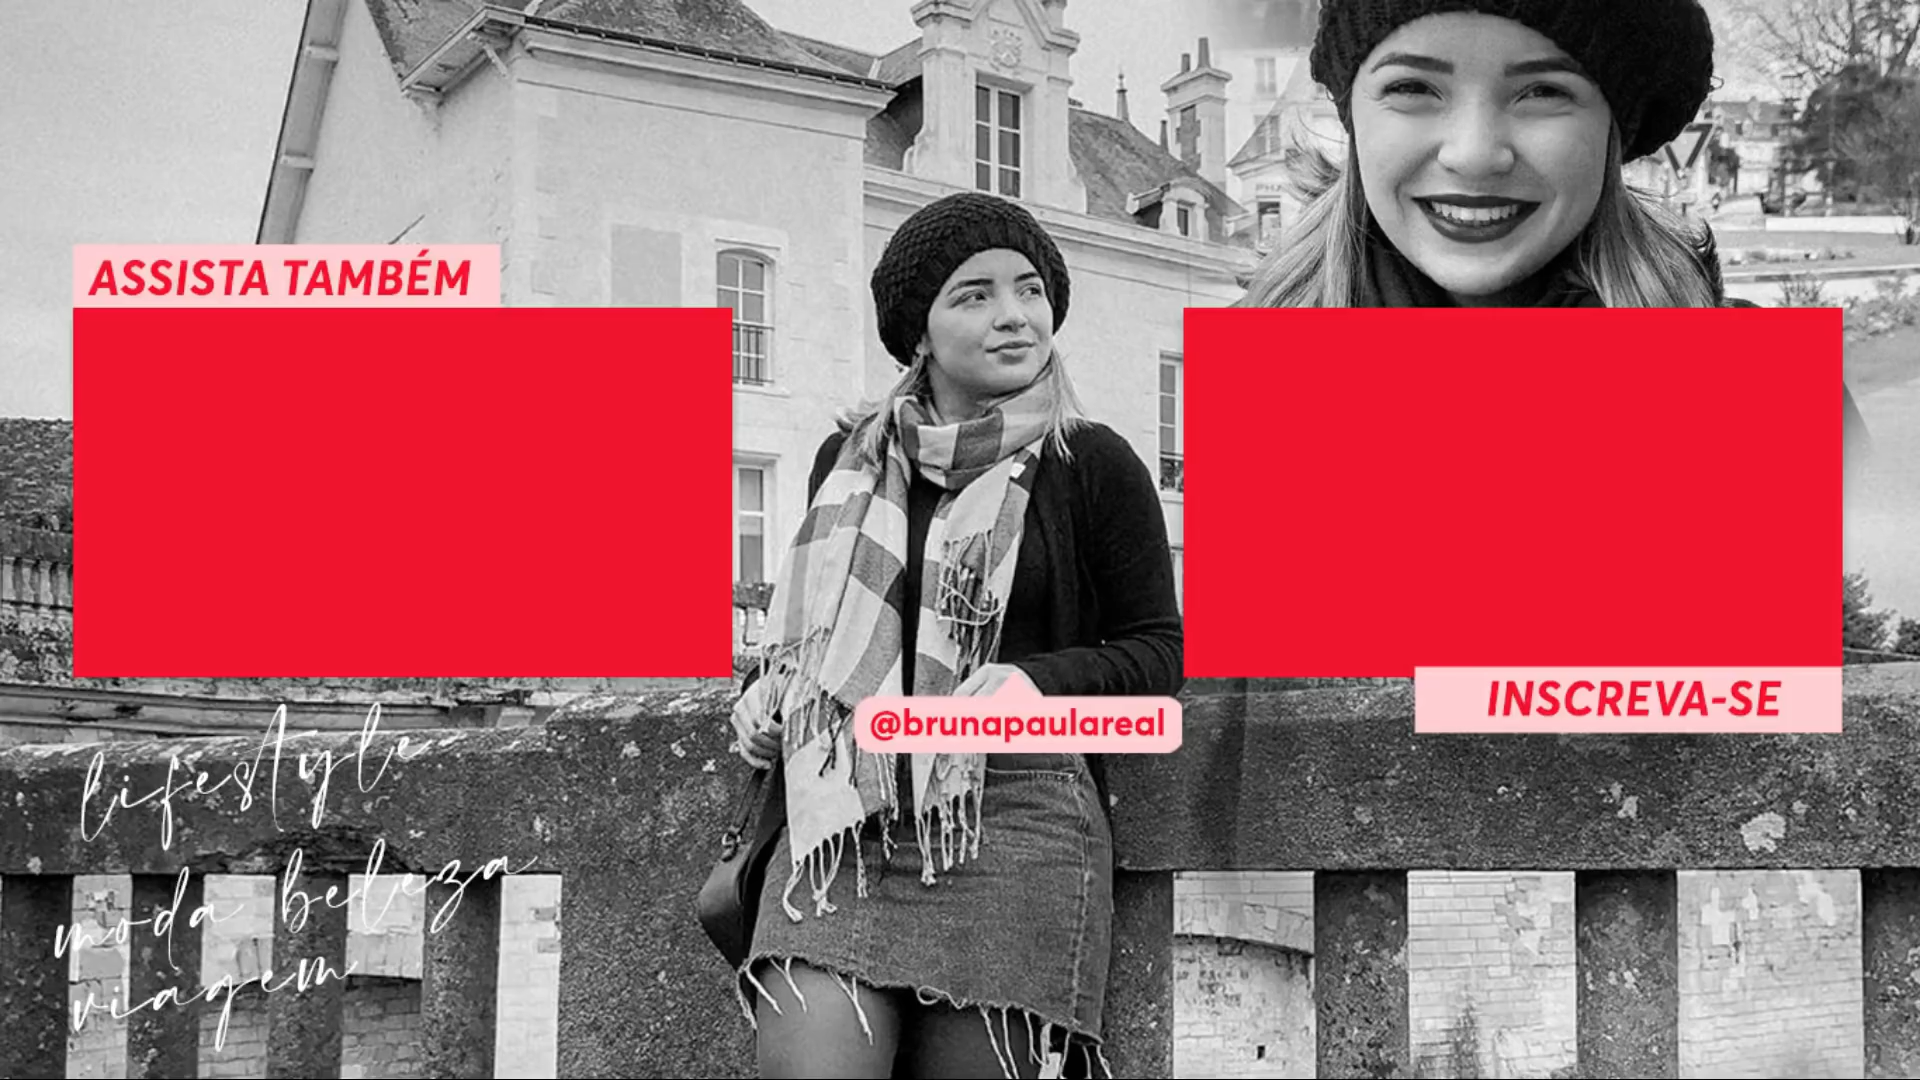 ASSISTA TAMBÉM
@brunapaulareal
INSCREVA-SE
lifestyle
moda beleza
viagem